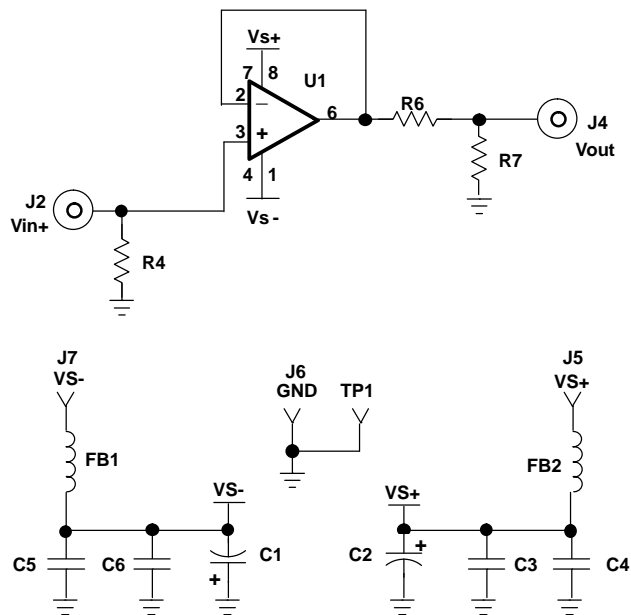 Vs+
U1
7 8
2 −
6
3 +
4 1
Vs-
R6
J4
Vout
R7
J2
Vin+
R4
J7
VS-
J6
GND
TP1
J5
VS+
FB1
FB2
VS-
VS+
C5
C6
C1
+
C2
+
C3
C4